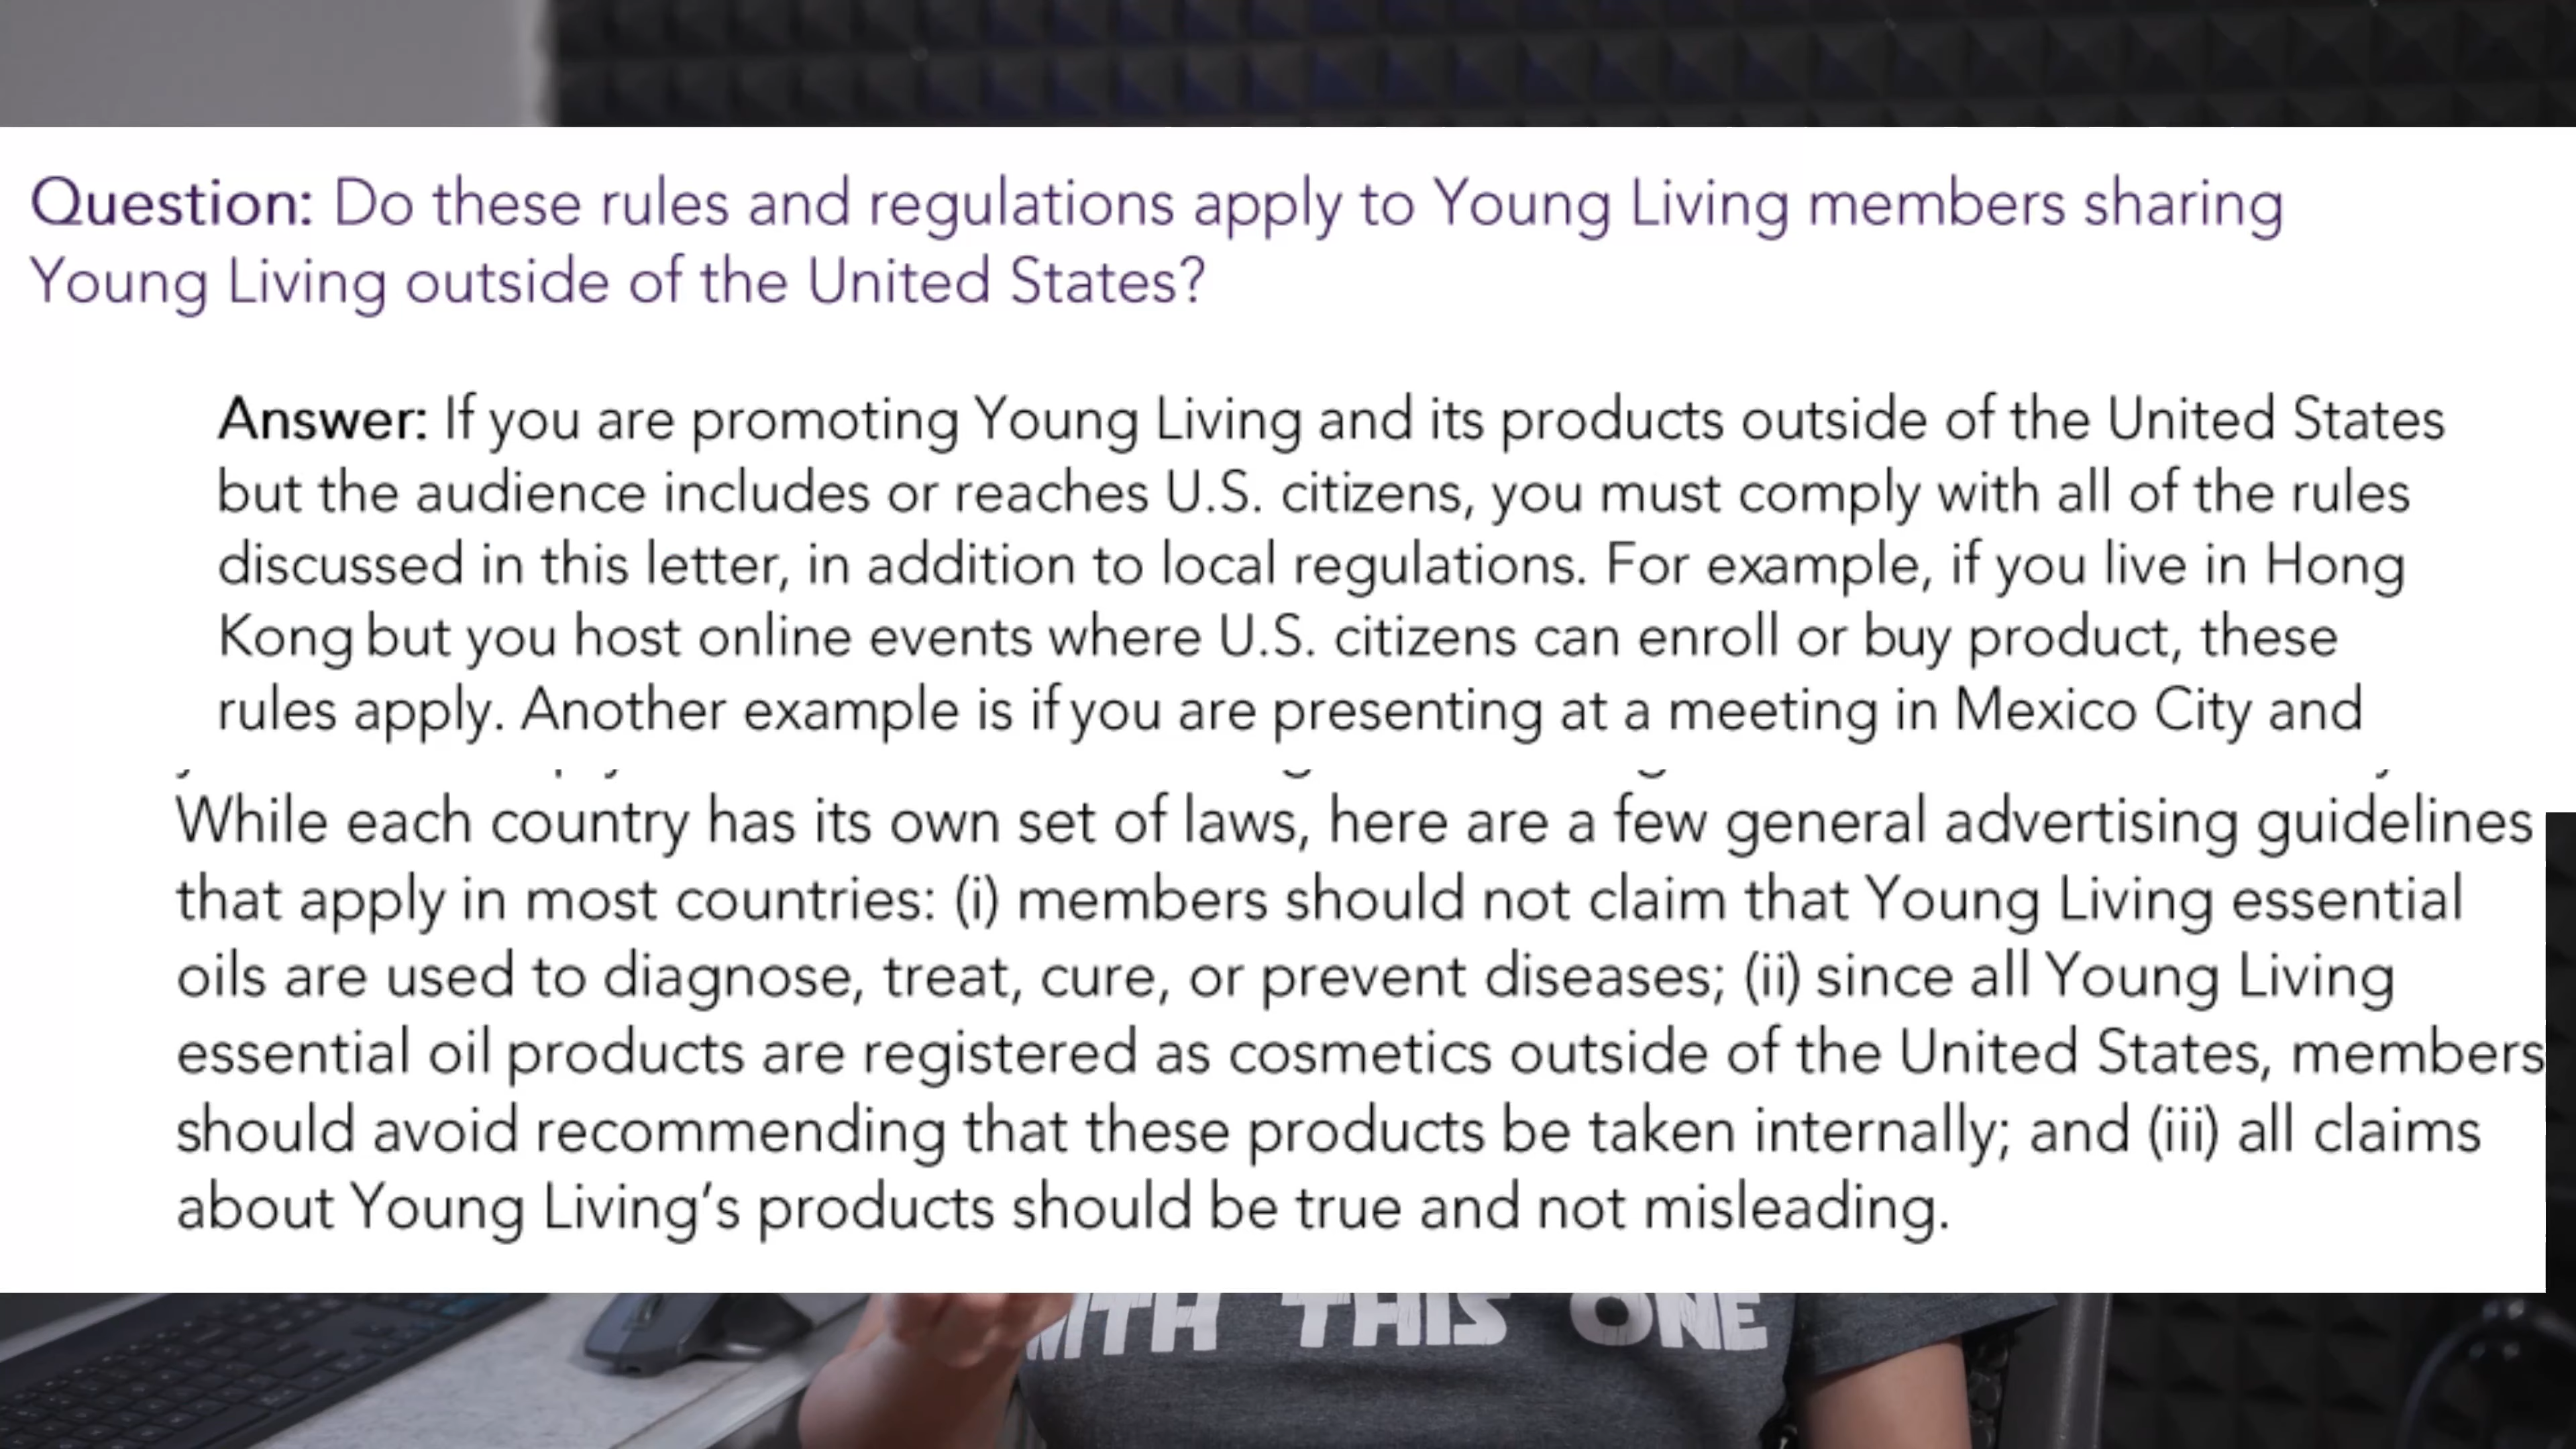 Question: Do these rules and regulations apply to Young Living members sharing
Young Living outside of the United States?
Answer: If you are promoting Young Living and its products outside of the United States
but the audience includes or reaches U.S. citizens, you must comply with all of the rules
discussed in this letter, in addition to local regulations. For example, if you live in Hong
Kong but you host online events where U.S. citizens can enroll or buy product, these
rules apply. Another example is if you are presenting at a meeting in Mexico City and
While each country has its own set of laws, here are a few general advertising guidelines
that apply in most countries: (i) members should not claim that Young Living essential
oils are used to diagnose, treat, cure, or prevent diseases; (ii) since all Young Living
essential oil products are registered as cosmetics outside of the United States, members
should avoid recommending that these products be taken internally; and (iii) all claims
about Young Living’s products should be true and not misleading.
THIS ONE